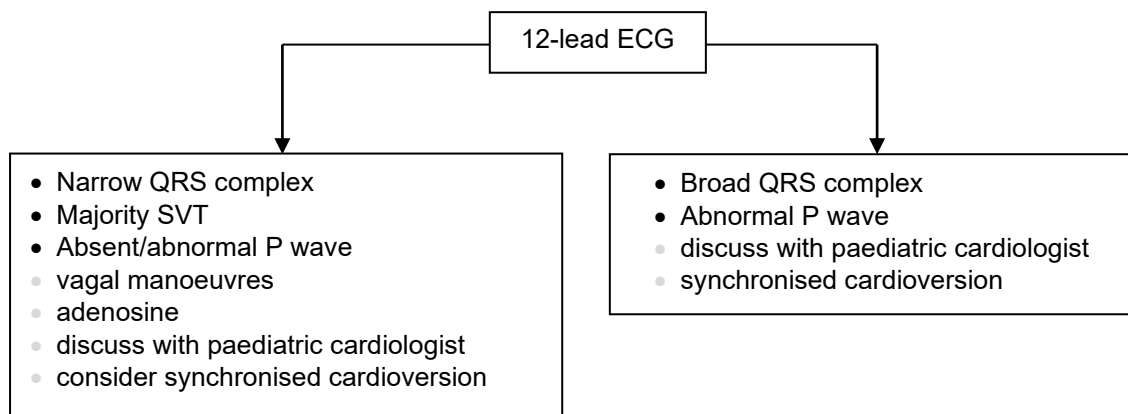 12-lead ECG
• Narrow QRS complex
• Majority SVT
• Absent/abnormal P wave
• vagal manoeuvres
• adenosine
• discuss with paediatric cardiologist
• consider synchronised cardioversion
• Broad QRS complex
• Abnormal P wave
• discuss with paediatric cardiologist
• synchronised cardioversion